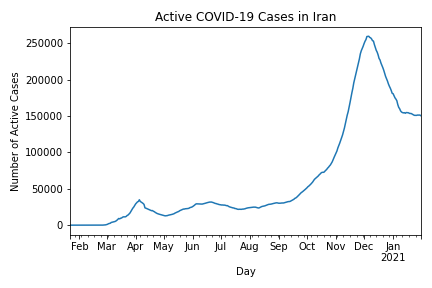 Active COVID-19 Cases in Iran
250000
200000
150000
100000
50000
0
Number of Active Cases
Feb Mar Apr May Jun Jul Aug Sep Oct Nov Dec Jan
2021
Day